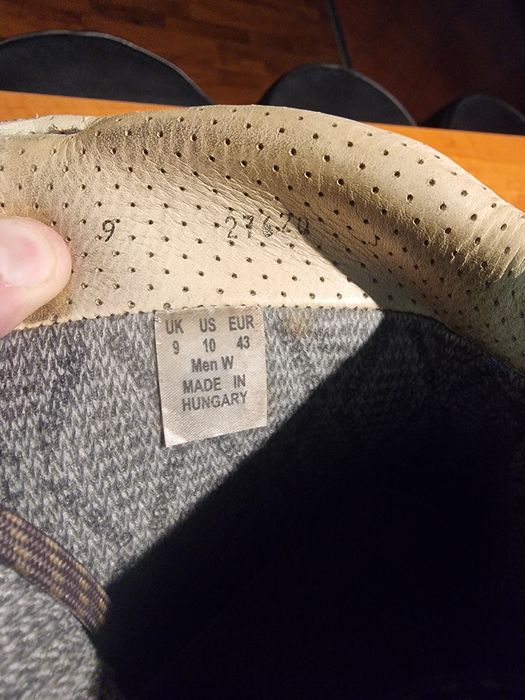 9 27620
UK US EUR
9 10 43
Men W
MADE IN
HUNGARY